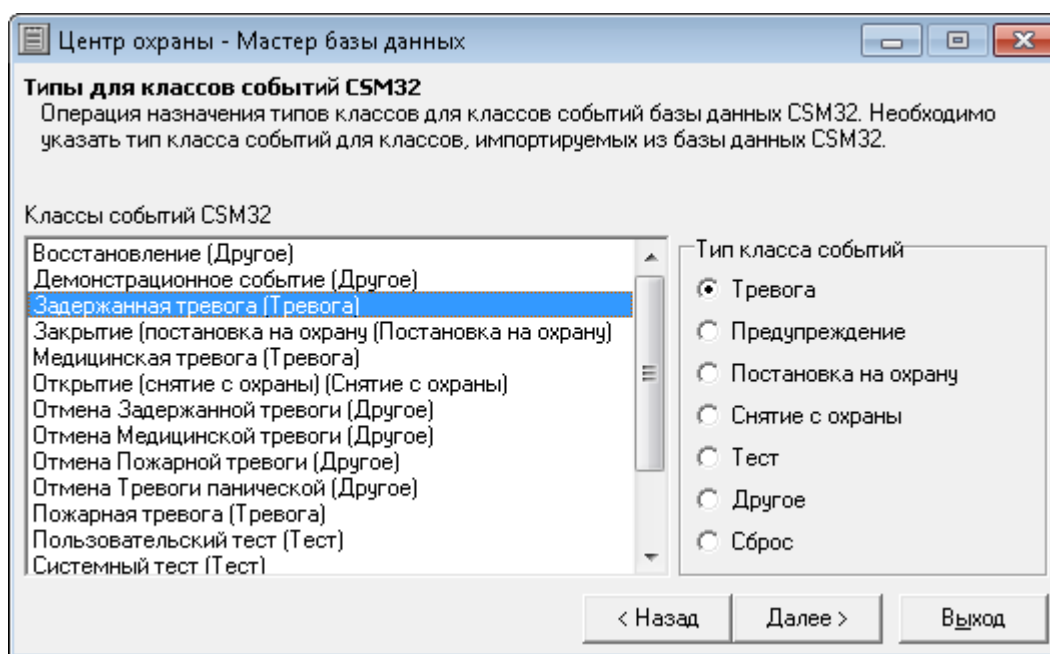 Центр охраны - Мастер базы данных
Типы для классов событий CSM32
Операция назначения типов классов для классов событий базы данных CSM32. Необходимо
указать тип класса событий для классов, импортируемых из базы данных CSM32.
Классы событий CSM32
Восстановление (Другое)
Демонстрационное событие (Другое)
Задержанная тревога (Тревога)
Закрытие (постановка на охрану (Постановка на охрану)
Медицинская тревога (Тревога)
Открытие (снятие с охраны) (Снятие с охраны)
Отмена Задержанной тревоги (Другое)
Отмена Медицинской тревоги (Другое)
Отмена Пожарной тревоги (Другое)
Отмена Тревоги панической (Другое)
Пожарная тревога (Тревога)
Пользовательский тест (Тест)
Системный тест (Тест)
Тип класса событий
Тревога
Предупреждение
Постановка на охрану
Снятие с охраны
Тест
Другое
Сброс
< Назад
Далее >
Выход